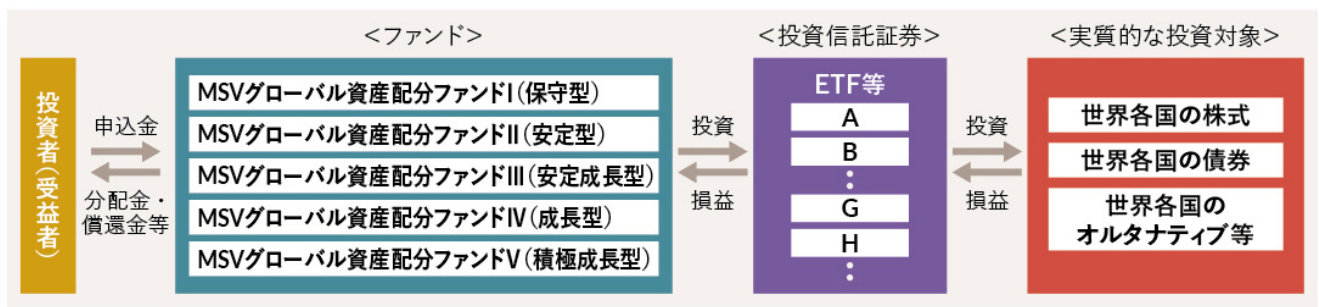 <ファンド>
<投資信託証券>
<実質的な投資対象>
投資者(受益者)
申込金
分配金・
償還金等
MSVグローバル資産配分ファンドI(保守型)
MSVグローバル資産配分ファンドII(安定型)
MSVグローバル資産配分ファンドIII(安定成長型)
MSVグローバル資産配分ファンドIV(成長型)
MSVグローバル資産配分ファンドV(積極成長型)
投資
損益
ETF等
A
B
：
G
H
：
投資
損益
世界各国の株式
世界各国の債券
世界各国の
オルタナティブ等